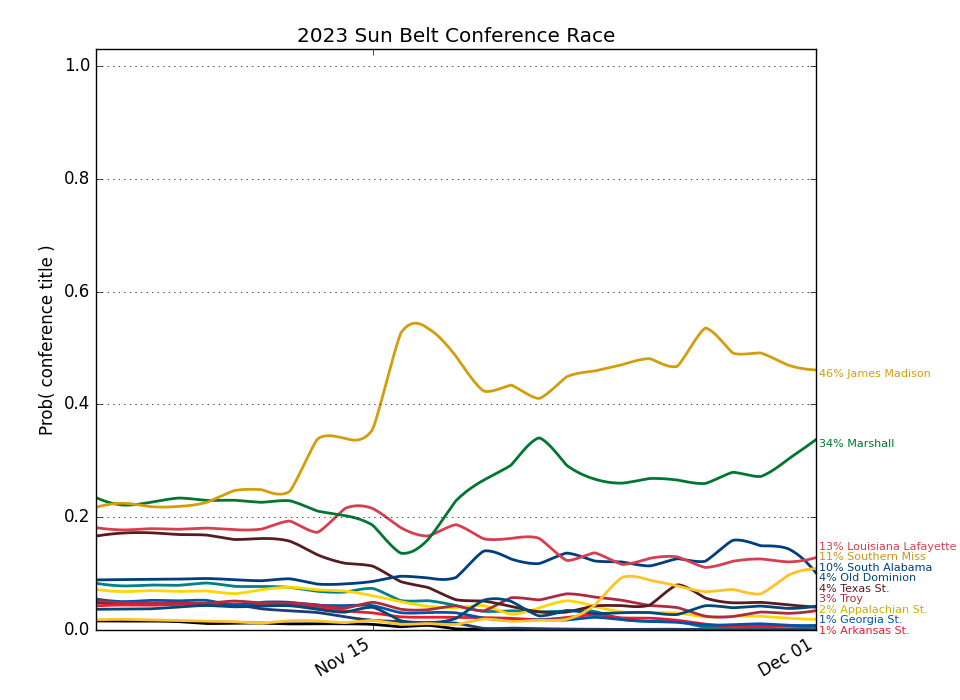 2023 Sun Belt Conference Race
Prob( conference title )
1.0
0.8
0.6
0.4
0.2
0.0
Nov 15
Dec 01
46% James Madison
34% Marshall
13% Louisiana Lafayette
11% Southern Miss
10% South Alabama
4% Old Dominion
4% Texas St.
3% Troy
2% Appalachian St.
1% Georgia St.
1% Arkansas St.